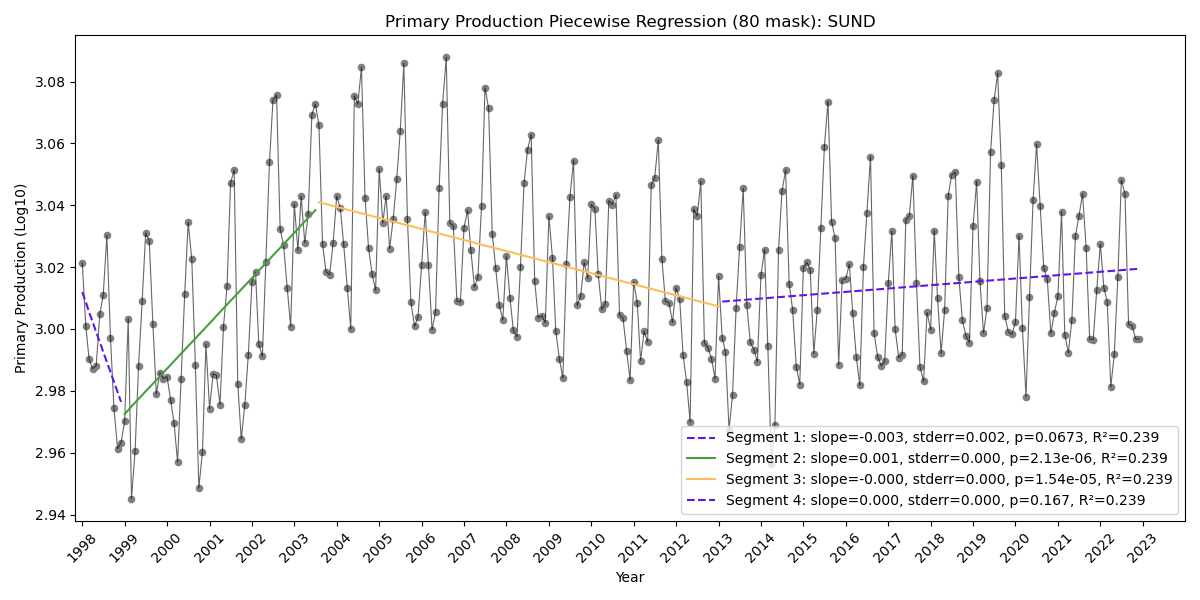 Primary Production Piecewise Regression (80 mask): SUND
Primary Production (Log10)
3.08
3.06
3.04
3.02
3.00
2.98
2.96
2.94
Segment 1: slope=-0.003, stderr=0.002, p=0.0673, R²=0.239
Segment 2: slope=0.001, stderr=0.000, p=2.13e-06, R²=0.239
Segment 3: slope=-0.000, stderr=0.000, p=1.54e-05, R²=0.239
Segment 4: slope=0.000, stderr=0.000, p=0.167, R²=0.239
1998 1999 2000 2001 2002 2003 2004 2005 2006 2007 2008 2009 2010 2011 2012 2013 2014 2015 2016 2017 2018 2019 2020 2021 2022 2023
Year